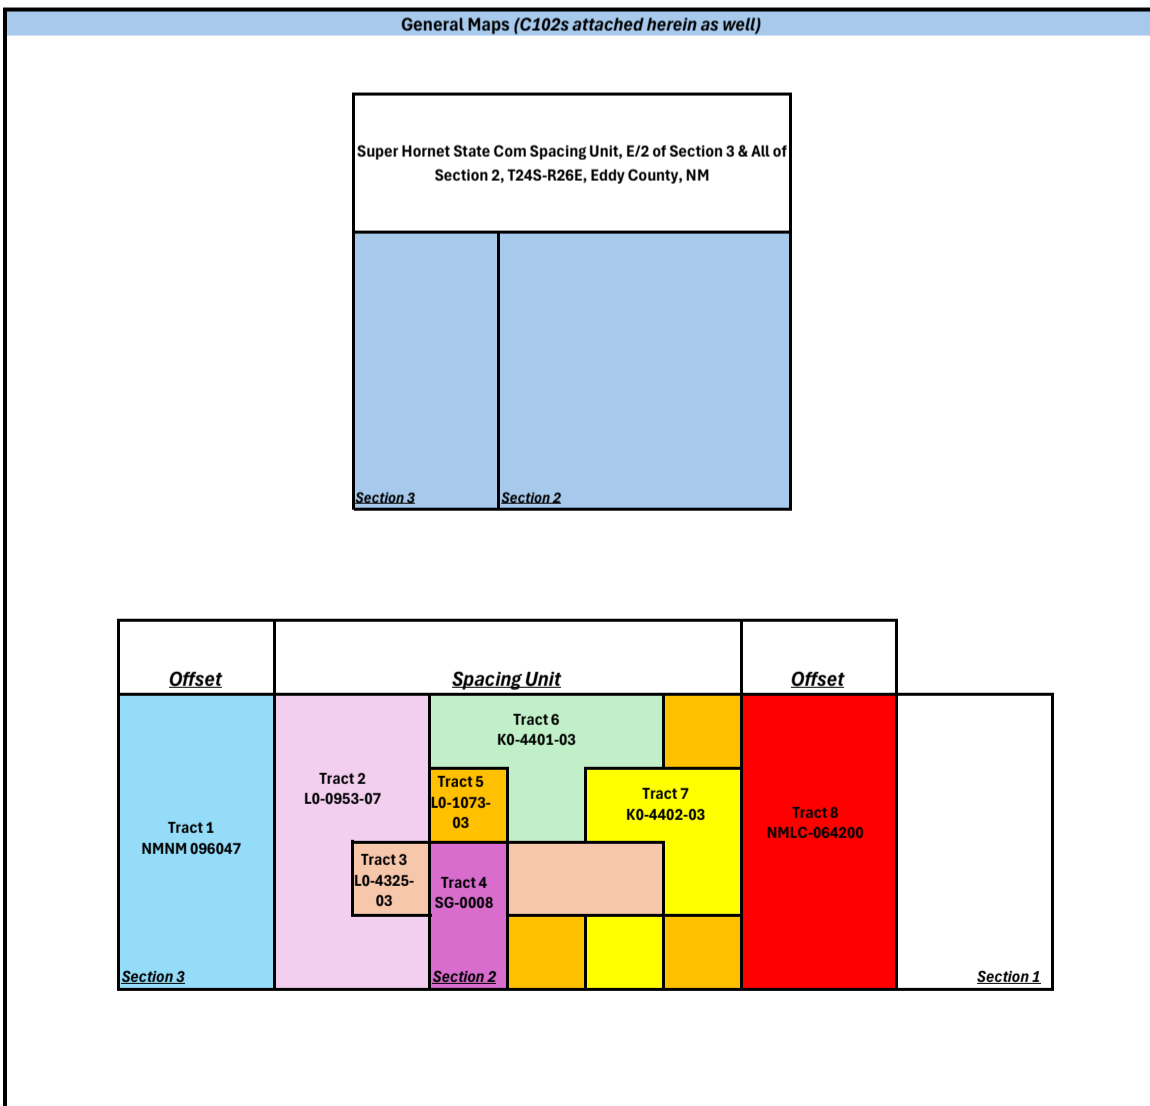 General Maps (C102s attached herein as well)
Super Hornet State Com Spacing Unit, E/2 of Section 3 & All of
Section 2, T24S-R26E, Eddy County, NM
Section 3
Section 2
Offset
Spacing Unit
Offset
Tract 1
NMNM 096047
Section 3
Tract 2
L0-0953-07
Tract 3
L0-4325-
03
Tract 6
K0-4401-03
Tract 5
L0-1073-
03
Tract 4
SG-0008
Section 2
Tract 7
K0-4402-03
Tract 8
NMLC-064200
Section 1